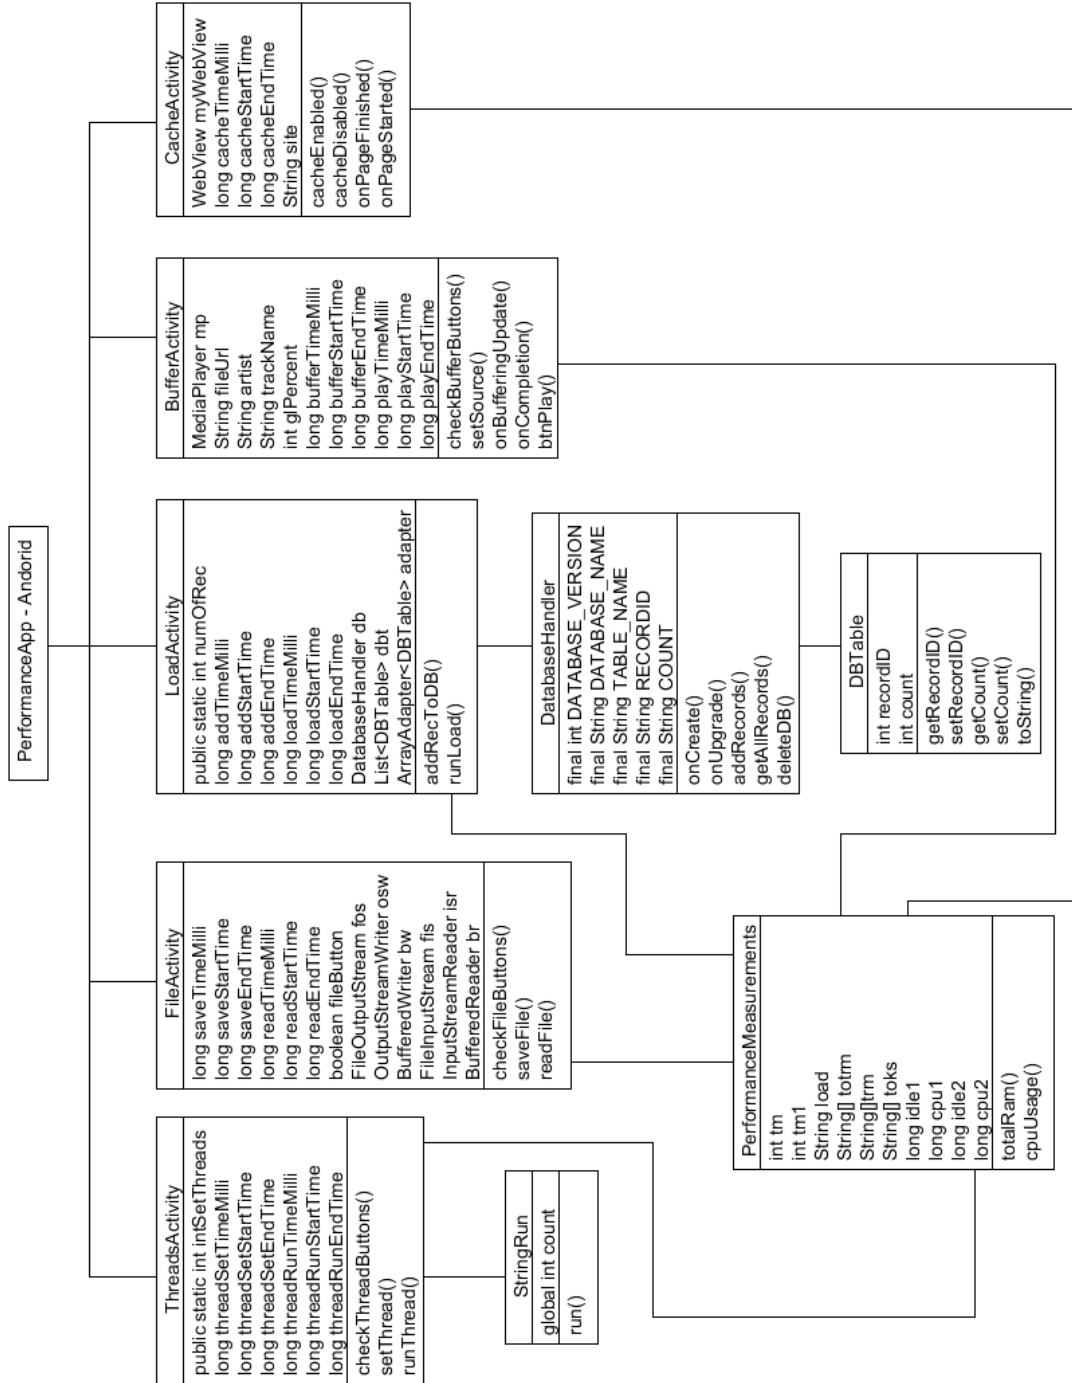 PerformanceApp - Andorid
ThreadsActivity
public static int intSetThreads
long threadSetTimeMilli
long threadSetStartTime
long threadSetEndTime
long threadRunTimeMilli
long threadRunStartTime
long threadRunEndTime
checkThreadButtons()
setThread()
runThread()
FileActivity
long saveTimeMilli
long saveStartTime
long saveEndTime
long readTimeMilli
long readStartTime
long readEndTime
boolean fileButton
FileOutputStream fos
OutputStreamWriter osw
BufferedWriter bw
FileInputStream fis
InputStreamReader isr
BufferedReader br
checkFileButtons()
saveFile()
readFile()
LoadActivity
public static int numOfRec
long addTimeMilli
long addStartTime
long addEndTime
long loadTimeMilli
long loadStartTime
long loadEndTime
DatabaseHandler db
List<DBTable> dbt
ArrayAdapter<DBTable> adapter
addRecToDB()
runLoad()
BufferActivity
MediaPlayer mp
String fileUrl
String artist
String trackName
int glPercent
long bufferTimeMilli
long bufferStartTime
long bufferEndTime
long playTimeMilli
long playStartTime
long playEndTime
checkBufferButtons()
setSource()
onBufferingUpdate()
onCompletion()
btnPlay()
CacheActivity
WebView myWebView
long cacheTimeMilli
long cacheStartTime
long cacheEndTime
String site
cacheEnabled()
cacheDisabled()
onPageFinished()
onPageStarted()
StringRun
global int count
run()
DatabaseHandler
final int DATABASE_VERSION
final String DATABASE_NAME
final String TABLE_NAME
final String RECORDID
final String COUNT
onCreate()
onUpgrade()
addRecords()
getAllRecords()
deleteDB()
PerformanceMeasurements
int tm
int tm1
String load
String[] totrm
String[]trm
String[] toks
long idle1
long cpu1
long idle2
long cpu2
totalRam()
cpuUsage()
DBTable
int recordID
int count
getRecordID()
setRecordID()
getCount()
setCount()
toString()